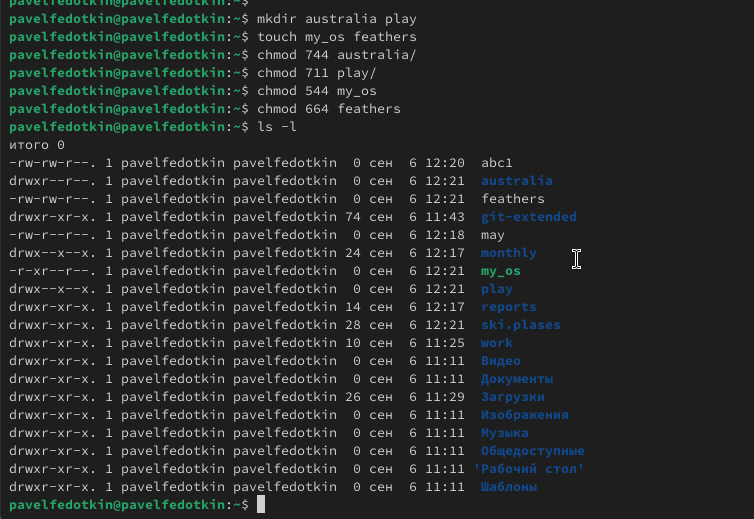 pavelfedotkin@pavelfedotkin:~$
pavelfedotkin@pavelfedotkin:~$ mkdir australia play
pavelfedotkin@pavelfedotkin:~$ touch my_os feathers
pavelfedotkin@pavelfedotkin:~$ chmod 744 australia/
pavelfedotkin@pavelfedotkin:~$ chmod 711 play/
pavelfedotkin@pavelfedotkin:~$ chmod 544 my_os
pavelfedotkin@pavelfedotkin:~$ chmod 664 feathers
pavelfedotkin@pavelfedotkin:~$ ls -l
итого 0
-rw-rw-r--. 1 pavelfedotkin pavelfedotkin  0 сен  6 12:20  abc1
drwxr--r--. 1 pavelfedotkin pavelfedotkin  0 сен  6 12:21  australia
-rw-rw-r--. 1 pavelfedotkin pavelfedotkin  0 сен  6 12:21  feathers
drwxr-xr-x. 1 pavelfedotkin pavelfedotkin 74 сен  6 11:43  git-extended
-rw-r--r--. 1 pavelfedotkin pavelfedotkin  0 сен  6 12:18  may
drwx--x--x. 1 pavelfedotkin pavelfedotkin 24 сен  6 12:17  monthly
-r-xr--r--. 1 pavelfedotkin pavelfedotkin  0 сен  6 12:21  my_os
drwx--x--x. 1 pavelfedotkin pavelfedotkin  0 сен  6 12:21  play
drwxr-xr-x. 1 pavelfedotkin pavelfedotkin 14 сен  6 12:17  reports
drwxr-xr-x. 1 pavelfedotkin pavelfedotkin 28 сен  6 12:21  ski.plases
drwxr-xr-x. 1 pavelfedotkin pavelfedotkin 10 сен  6 11:25  work
drwxr-xr-x. 1 pavelfedotkin pavelfedotkin  0 сен  6 11:11  Видео
drwxr-xr-x. 1 pavelfedotkin pavelfedotkin  0 сен  6 11:11  Документы
drwxr-xr-x. 1 pavelfedotkin pavelfedotkin 26 сен  6 11:29  Загрузки
drwxr-xr-x. 1 pavelfedotkin pavelfedotkin  0 сен  6 11:11  Изображения
drwxr-xr-x. 1 pavelfedotkin pavelfedotkin  0 сен  6 11:11  Музыка
drwxr-xr-x. 1 pavelfedotkin pavelfedotkin  0 сен  6 11:11  Общедоступные
drwxr-xr-x. 1 pavelfedotkin pavelfedotkin  0 сен  6 11:11 'Рабочий стол'
drwxr-xr-x. 1 pavelfedotkin pavelfedotkin  0 сен  6 11:11  Шаблоны
pavelfedotkin@pavelfedotkin:~$